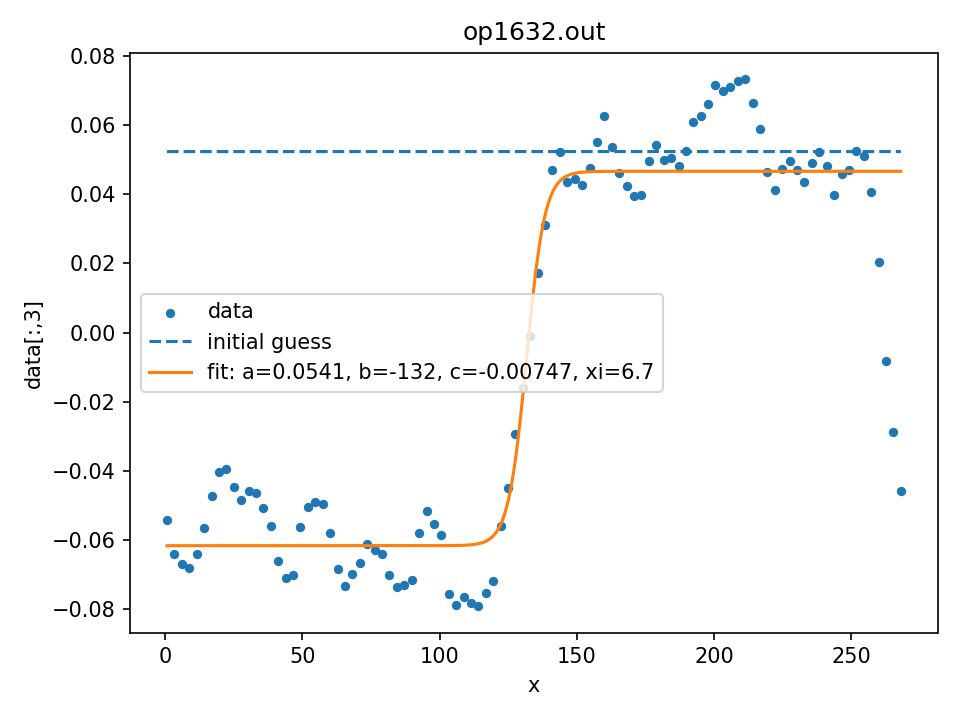 op1632.out
0.08
0.06
0.04
0.02
0.00
−0.02
−0.04
−0.06
−0.08
data[:,3]
data
initial guess
fit: a=0.0541, b=-132, c=-0.00747, xi=6.7
0 50 100 150 200 250
x